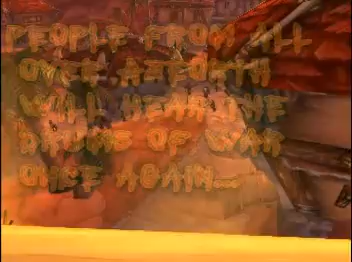 PEOPLE FROM ALL
OVER AZEROTH
WILL HEAR THE
DRUMS OF WAR
ONCE AGAIN...